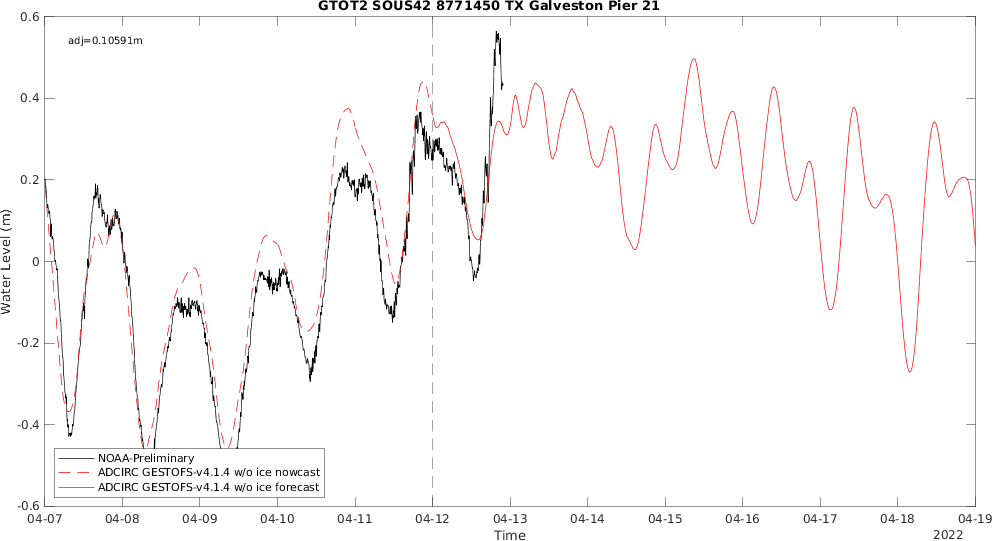 GTOT2 SOUS42 8771450 TX Galveston Pier 21
adj=0.10591m
Water Level (m)
0.6
0.4
0.2
0
-0.2
-0.4
-0.6
NOAA-Preliminary
ADCIRC GESTOFS-v4.1.4 w/o ice nowcast
ADCIRC GESTOFS-v4.1.4 w/o ice forecast
04-07 04-08 04-09 04-10 04-11 04-12 04-13 04-14 04-15 04-16 04-17 04-18 04-19
Time
2022